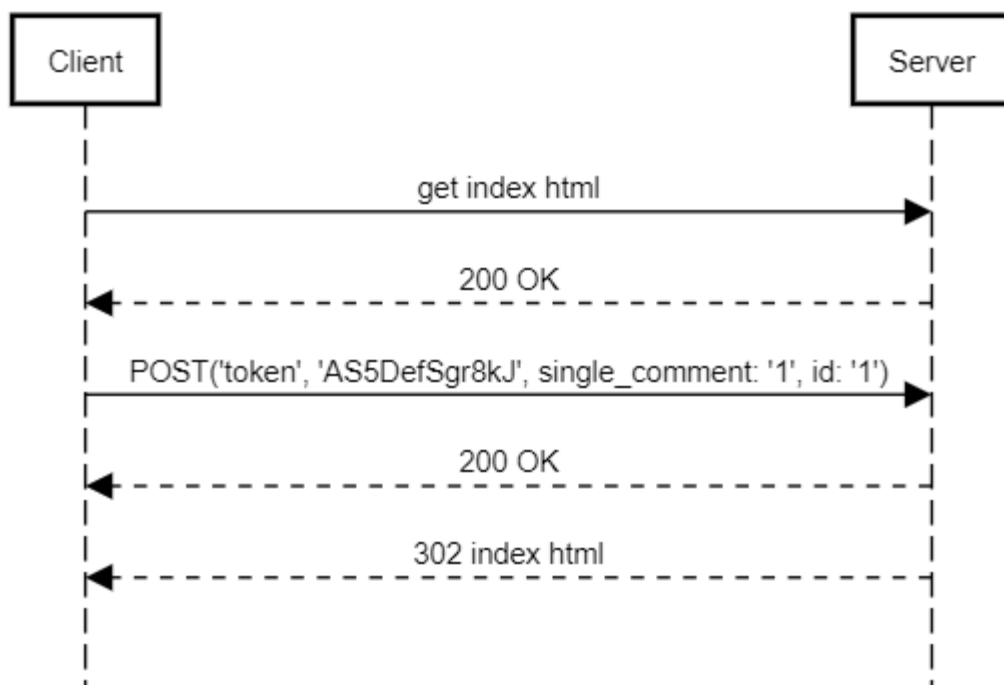 Client
Server
get index html
200 OK
POST('token', 'AS5DefSgr8kJ', single_comment: '1', id: '1')
200 OK
302 index html